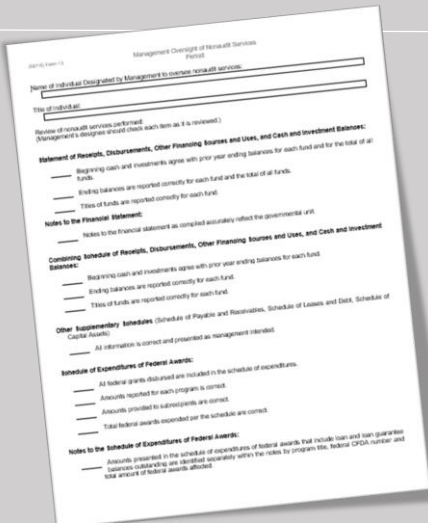 Management Oversight of Nonaudit Services
Period
Name of Individual Designated by Management to oversee nonaudit services:
Title of Individual:
Review of nonaudit services performed:
(Management's designee should check each item as it is reviewed.)
Statement of Receipts, Disbursements, Other Financing Sources and Uses, and Cash and Investment Balances:
Beginning cash and investments agree with prior year ending balances for each fund and for the total of all
funds.
Ending balances are reported correctly for each fund and the total of all funds.
Titles of funds are reported correctly for each fund.
Notes to the Financial Statement:
Notes to the financial statement as compiled accurately reflect the governmental unit.
Combining Schedule of Receipts, Disbursements, Other Financing Sources and Uses, and Cash and Investment
Balances:
Beginning cash and investments agree with prior year ending balances for each fund.
Ending balances are reported correctly for each fund.
Titles of funds are reported correctly for each fund.
Other Supplementary Schedules (Schedule of Payable and Receivables, Schedule of Leases and Debt, Schedule of
Capital Assets)
All information is correct and presented as management intended.
Schedule of Expenditures of Federal Awards:
All federal grants disbursed are included in the schedule of expenditures.
Amounts reported for each program is correct.
Amounts provided to subrecipients are correct.
Total federal awards expended per the schedule are correct.
Notes to the Schedule of Expenditures of Federal Awards:
Amounts presented in the schedule of expenditures of federal awards that include loan and loan guarantee
balances outstanding are identified separately within the notes by program title, federal CFDA number and
total amount of federal awards affected.